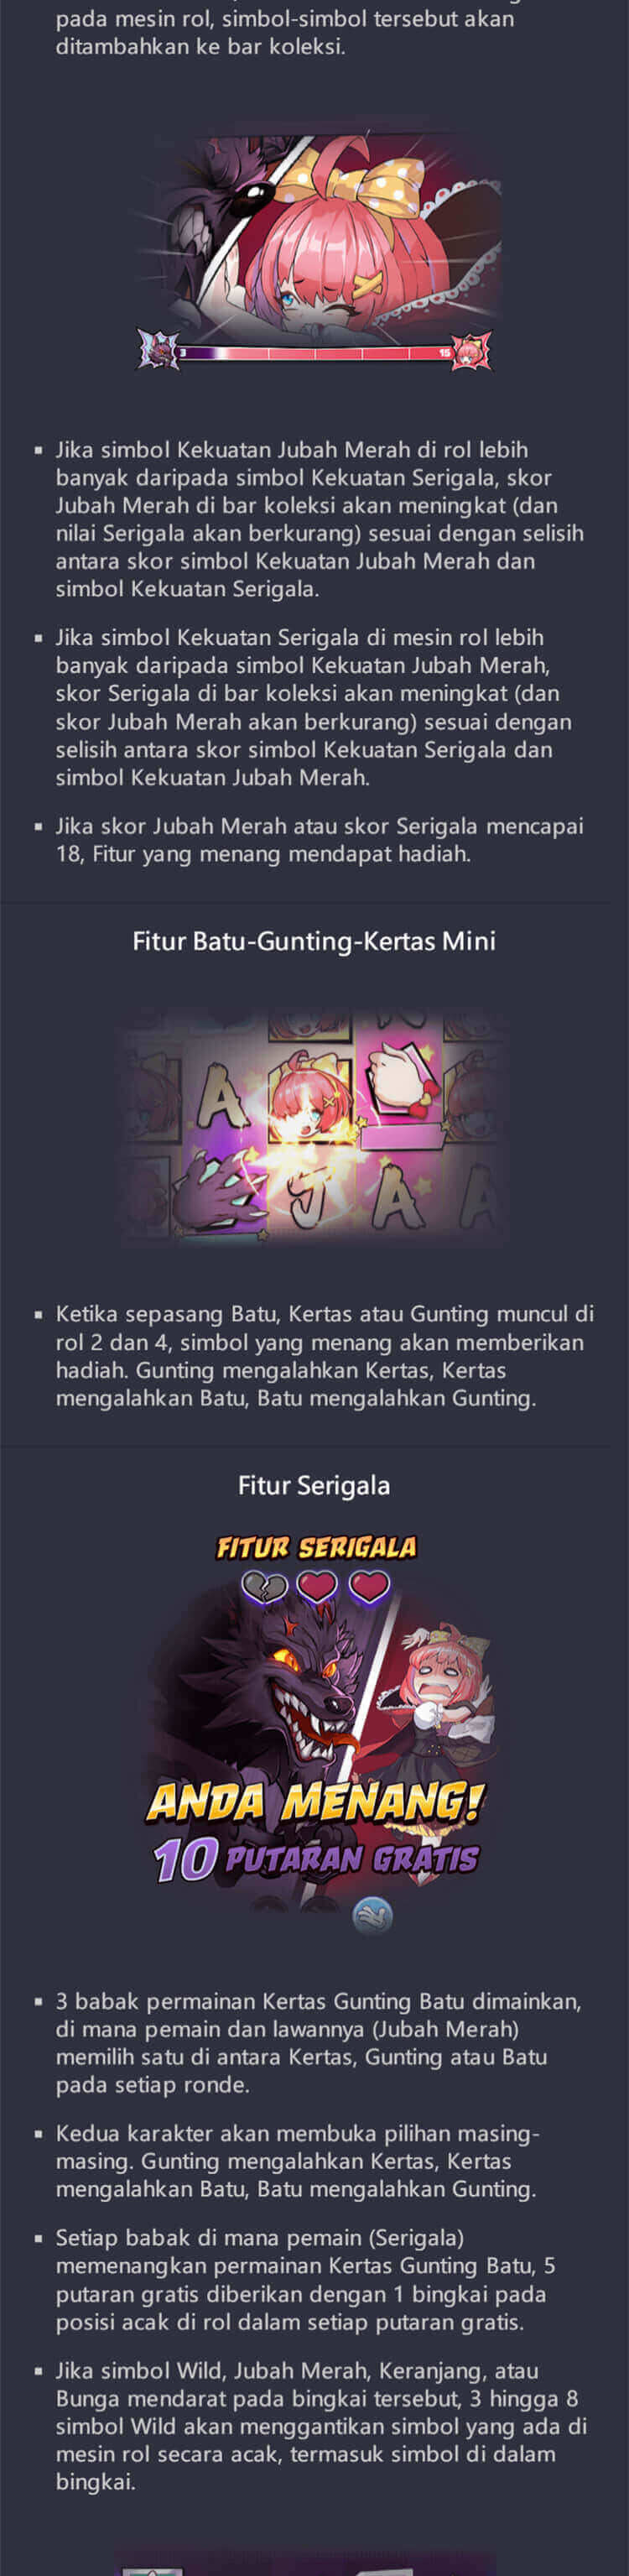 pada mesin rol, simbol-simbol tersebut akan
ditambahkan ke bar koleksi.
3
15
Jika simbol Kekuatan Jubah Merah di rol lebih
banyak daripada simbol Kekuatan Serigala, skor
Jubah Merah di bar koleksi akan meningkat (dan
nilai Serigala akan berkurang) sesuai dengan selisih
antara skor simbol Kekuatan Jubah Merah dan
simbol Kekuatan Serigala.
Jika simbol Kekuatan Serigala di mesin rol lebih
banyak daripada simbol Kekuatan Jubah Merah,
skor Serigala di bar koleksi akan meningkat (dan
skor Jubah Merah akan berkurang) sesuai dengan
selisih antara skor simbol Kekuatan Serigala dan
simbol Kekuatan Jubah Merah.
Jika skor Jubah Merah atau skor Serigala mencapai
18, Fitur yang menang mendapat hadiah.
Fitur Batu-Gunting-Kertas Mini
A
J A A
Ketika sepasang Batu, Kertas atau Gunting muncul di
rol 2 dan 4, simbol yang menang akan memberikan
hadiah. Gunting mengalahkan Kertas, Kertas
mengalahkan Batu, Batu mengalahkan Gunting.
Fitur Serigala
FITUR SERIGALA
ANDA MENANG!
10 PUTARAN GRATIS
3 babak permainan Kertas Gunting Batu dimainkan,
di mana pemain dan lawannya (Jubah Merah)
memilih satu di antara Kertas, Gunting atau Batu
pada setiap ronde.
Kedua karakter akan membuka pilihan masing-
masing. Gunting mengalahkan Kertas, Kertas
mengalahkan Batu, Batu mengalahkan Gunting.
Setiap babak di mana pemain (Serigala)
memenangkan permainan Kertas Gunting Batu, 5
putaran gratis diberikan dengan 1 bingkai pada
posisi acak di rol dalam setiap putaran gratis.
Jika simbol Wild, Jubah Merah, Keranjang, atau
Bunga mendarat pada bingkai tersebut, 3 hingga 8
simbol Wild akan menggantikan simbol yang ada di
mesin rol secara acak, termasuk simbol di dalam
bingkai.